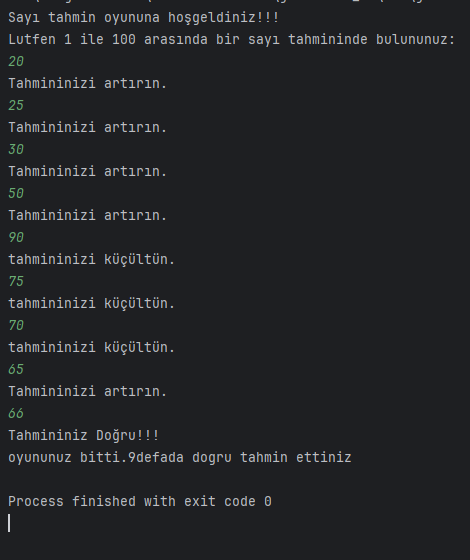 Sayı tahmin oyununa hoşgeldiniz!!!
Lutfen 1 ile 100 arasında bir sayı tahmininde bulununuz:
20
Tahmininizi artırın.
25
Tahmininizi artırın.
30
Tahmininizi artırın.
50
Tahmininizi artırın.
90
tahmininizi küçültün.
75
tahmininizi küçültün.
70
tahmininizi küçültün.
65
Tahmininizi artırın.
66
Tahmininiz Doğru!!!
oyununuz bitti.9defada dogru tahmin ettiniz
Process finished with exit code 0